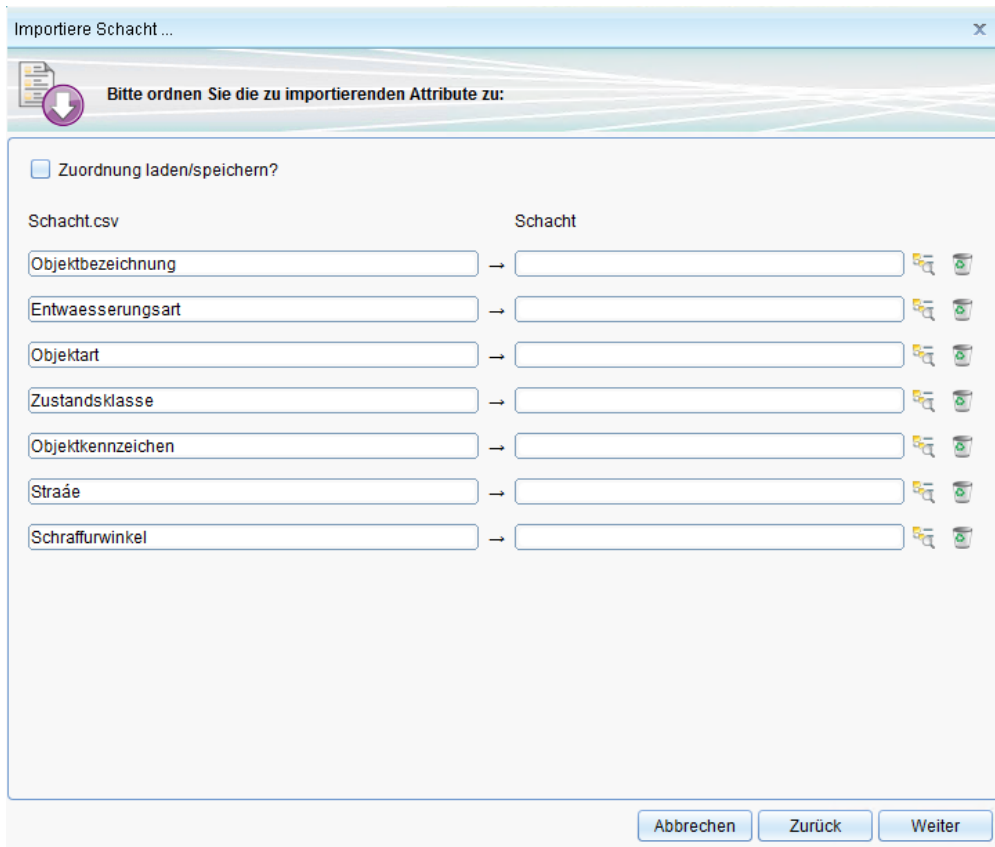 Importiere Schacht ...
Bitte ordnen Sie die zu importierenden Attribute zu:
Zuordnung laden/speichern?
Schacht.csv Schacht
Objektbezeichnung →
Entwaesserungsart →
Objektart →
Zustandsklasse →
Objektkennzeichen →
Straáe →
Schraffurwinkel →
Abbrechen Zurück Weiter